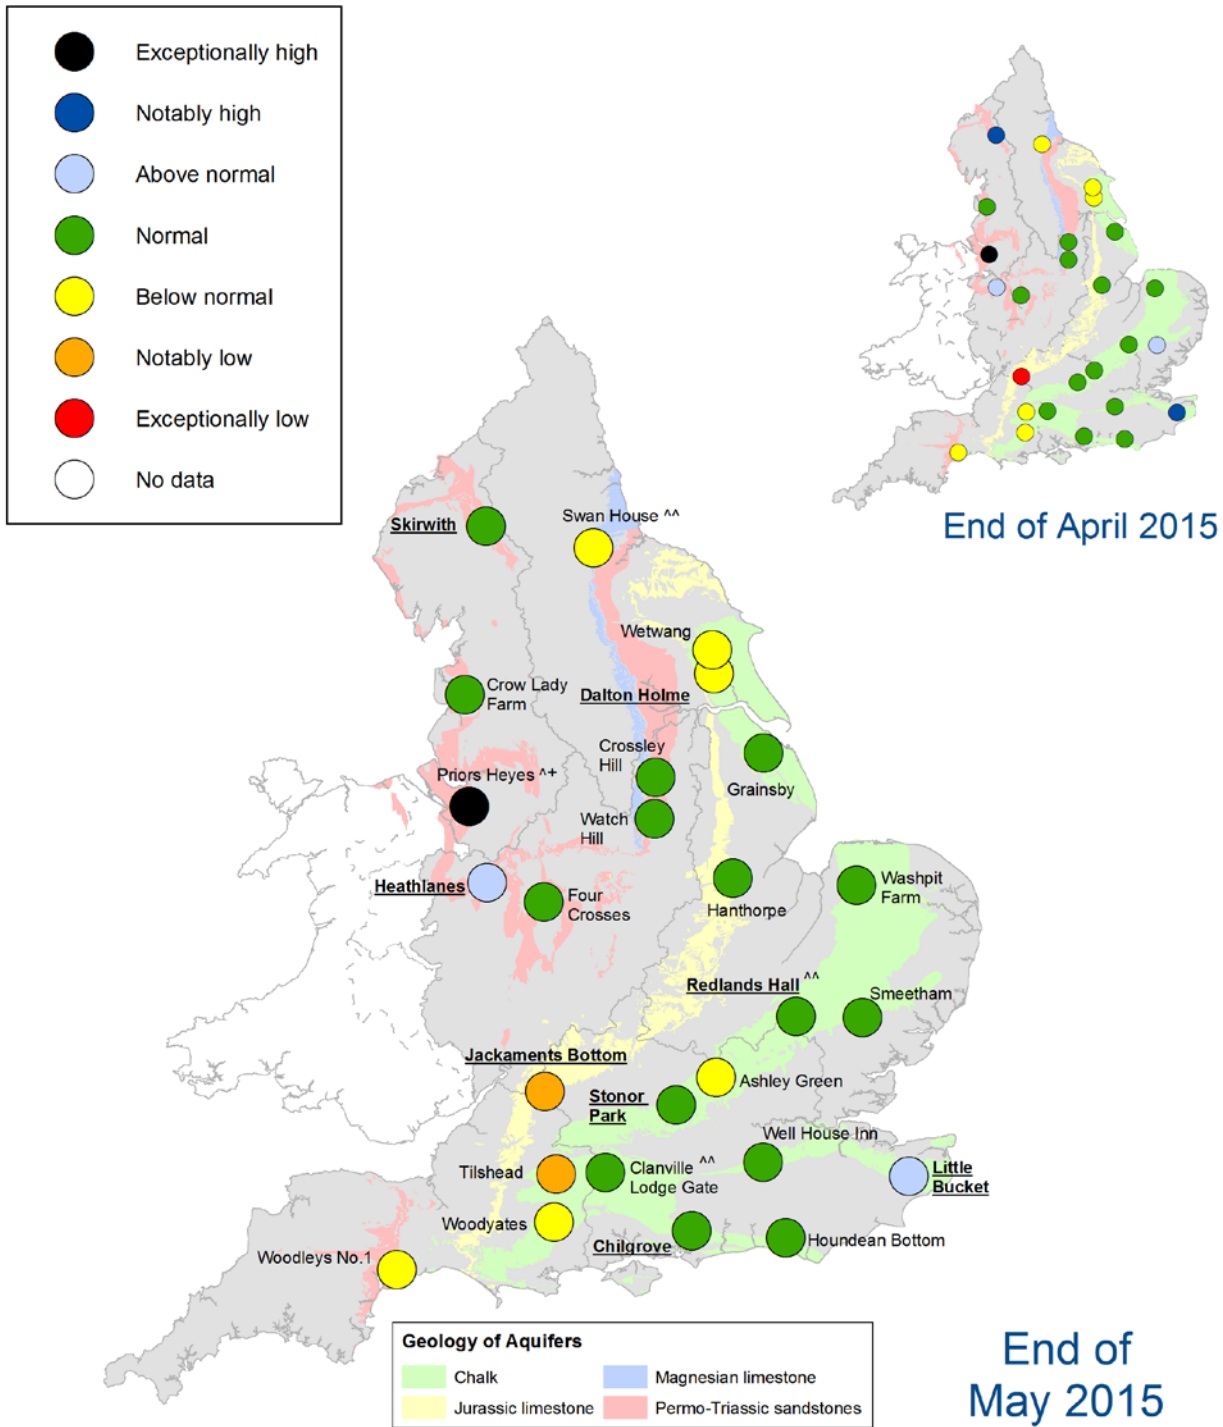 Exceptionally high
Notably high
Above normal
Normal
Below normal
Notably low
Exceptionally low
No data
End of April 2015
Skirwith
Swan House ^^
Wetwang
Dalton Holme
Crow Lady
Farm
Crossley
Hill
Grainsby
Priors Heyes ^+
Watch
Hill
Heathlanes
Four
Crosses
Hanthorpe
Washpit
Farm
Redlands Hall ^^
Smeetham
Jackaments Bottom
Stonor
Park
Ashley Green
Well House Inn
Tilshead
Clanville ^^
Lodge Gate
Little
Bucket
Woodyates
Chilgrove
Houndean Bottom
Woodleys No.1
Geology of Aquifers
Chalk
Magnesian limestone
Jurassic limestone
Permo-Triassic sandstones
End of
May 2015